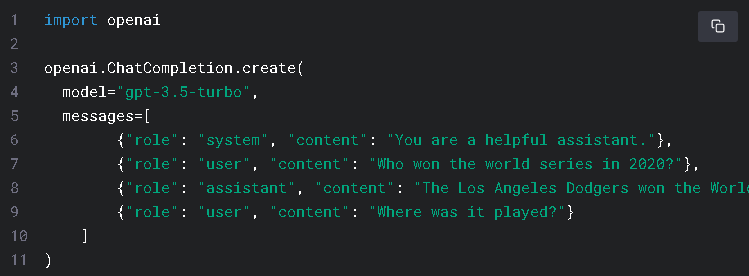 1 import openai
2
3 openai.ChatCompletion.create(
4 model="gpt-3.5-turbo",
5 messages=[
6 {"role": "system", "content": "You are a helpful assistant."},
7 {"role": "user", "content": "Who won the world series in 2020?"},
8 {"role": "assistant", "content": "The Los Angeles Dodgers won the Worl
9 {"role": "user", "content": "Where was it played?"}
10 ]
11 )